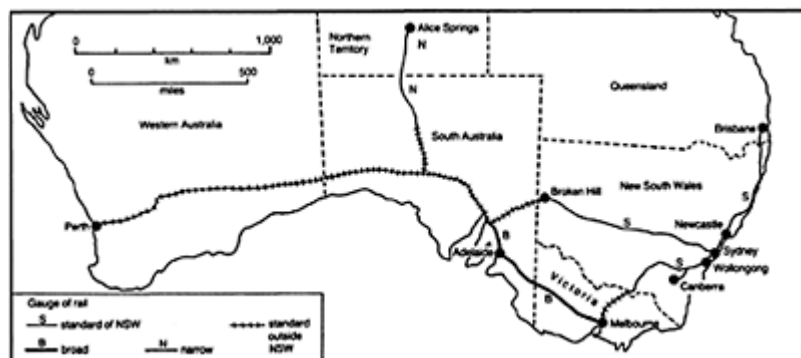 Alice Springs
Northern
Territory
N
0 1,000
km
0 500
miles
N
Queensland
Western Australia
South Australia
Brisbane
Broken Hill
New South Wales
S
Newcastle
S
Perth
B
Adelaide
Sydney
Wollongong
S
Canberra
Victoria
B
Melbourne
Gauge of rail
S standard of NSW
standard
outside
NSW
B broad
N narrow